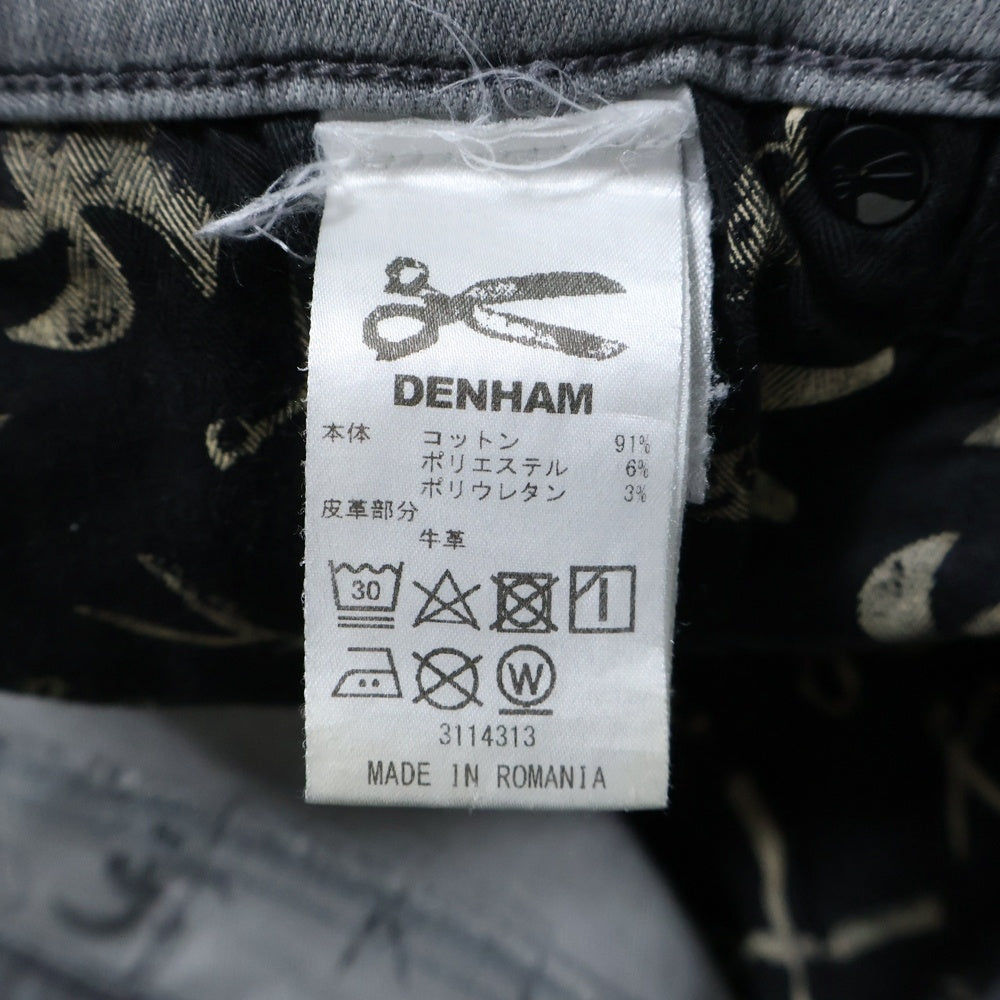 DENHAM
本体 コットン 91%
ポリエステル 6%
ポリウレタン 3%
皮革部分
牛革
30
W
3114313
MADE IN ROMANIA